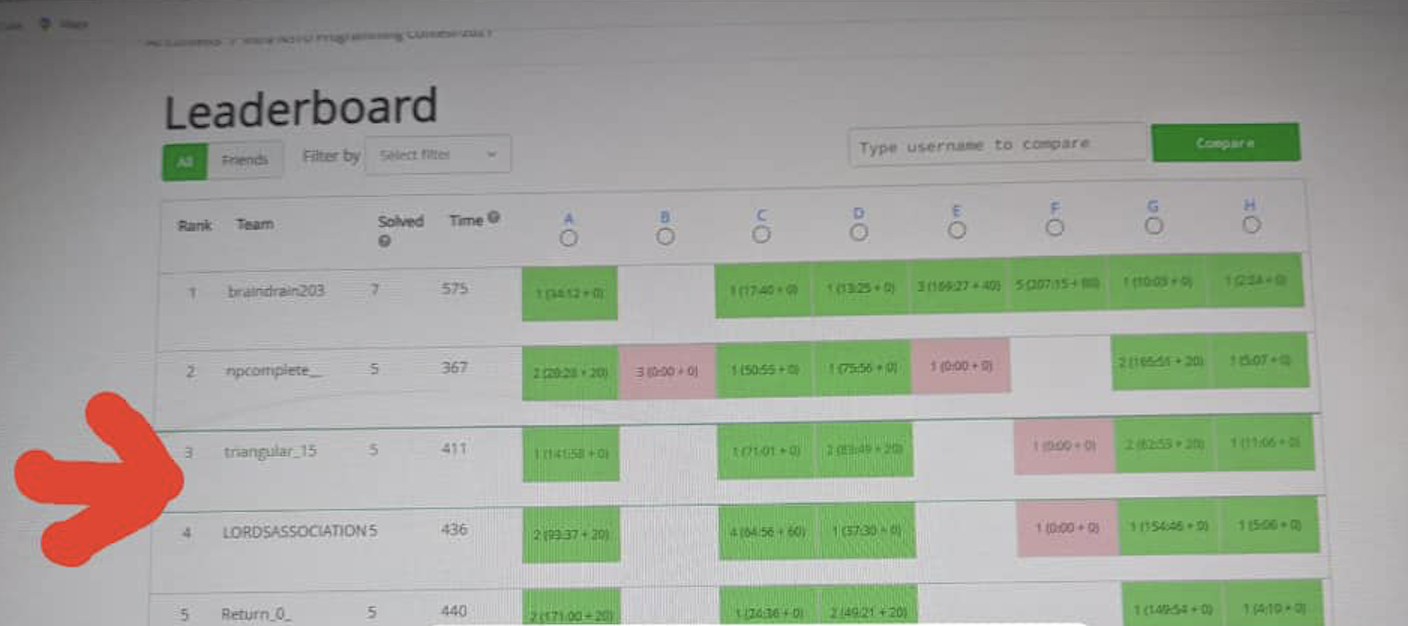 Programming Contest-2021
Leaderboard
All Friends Filter by Select filter Type username to compare Compare
Rank Team Solved Time A B C D E F G H
1 braindrain203 7 575 1 (34:12 + 0) 1 (17:40 + 0) 1 (13:25 + 0) 3 (169:27 + 40) 5 (207:15 + 80) 1 (10:03 + 0) 1 (2:24 + 0)
2 npcomplete__ 5 367 2 (29:28 + 20) 3 (0:00 + 0) 1 (50:55 + 0) 1 (75:56 + 0) 1 (0:00 + 0) 2 (165:51 + 20) 1 (5:07 + 0)
3 triangular_15 5 411 1 (141:58 + 0) 1 (71:01 + 0) 2 (63:49 + 20) 1 (0:00 + 0) 2 (82:53 + 20) 1 (11:06 + 0)
4 LORDSASSOCIATION 5 436 2 (93:37 + 20) 4 (64:56 + 60) 1 (37:30 + 0) 1 (0:00 + 0) 1 (154:46 + 0) 1 (5:06 + 0)
5 Return_0_ 5 440 2 (171:00 + 20) 1 (24:36 + 0) 2 (49:21 + 20) 1 (149:54 + 0) 1 (4:19 + 0)